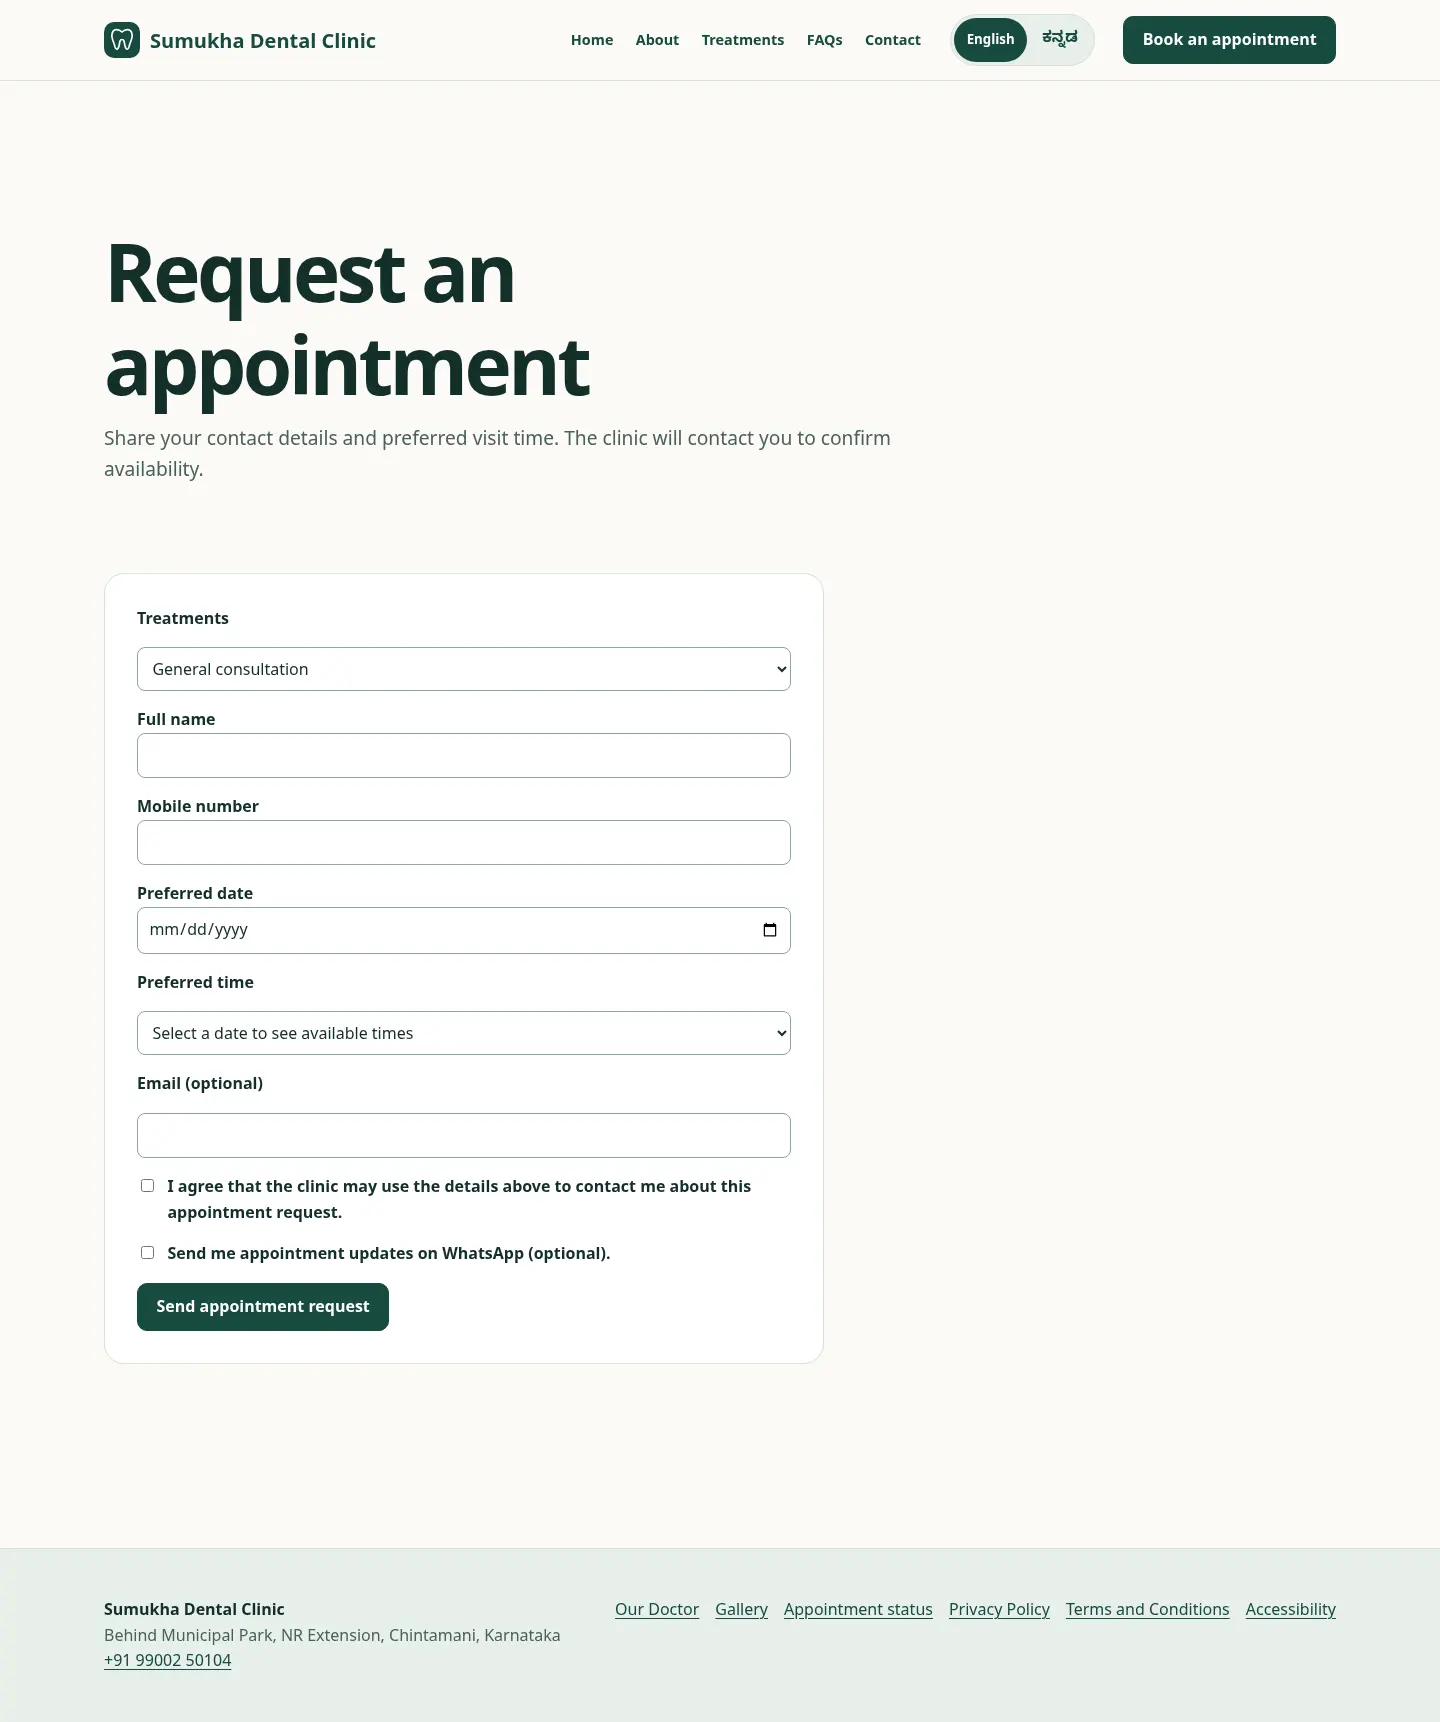 Sumukha Dental Clinic
Home About Treatments FAQs Contact English ಕನ್ನಡ Book an appointment
Request an
appointment
Share your contact details and preferred visit time. The clinic will contact you to confirm
availability.
Treatments
General consultation
Full name
Mobile number
Preferred date
mm/dd/yyyy
Preferred time
Select a date to see available times
Email (optional)
I agree that the clinic may use the details above to contact me about this
appointment request.
Send me appointment updates on WhatsApp (optional).
Send appointment request
Sumukha Dental Clinic
Behind Municipal Park, NR Extension, Chintamani, Karnataka
+91 99002 50104
Our Doctor Gallery Appointment status Privacy Policy Terms and Conditions Accessibility